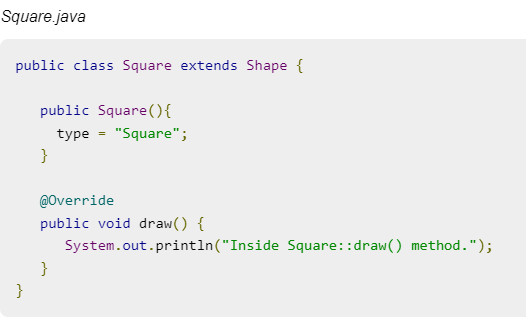 Square.java
public class Square extends Shape {
public Square(){
type = "Square";
}
@Override
public void draw() {
System.out.println("Inside Square::draw() method.");
}
}